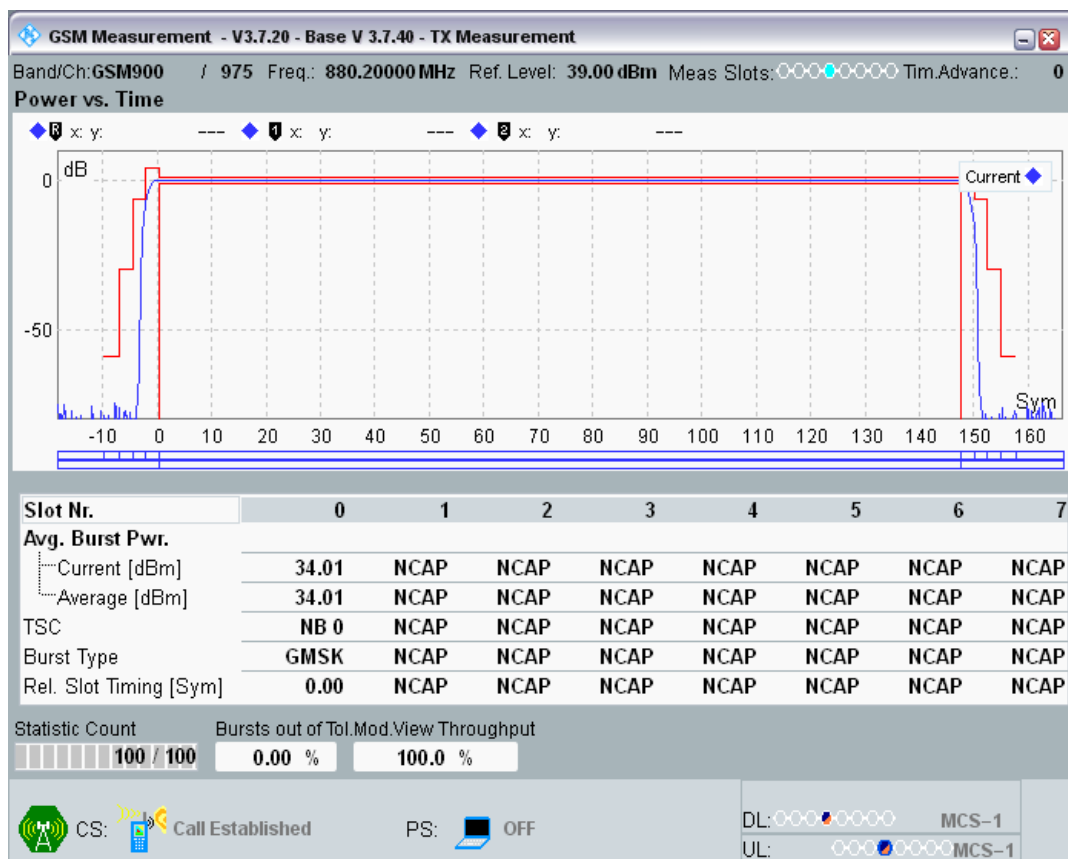 GSM Measurement - V3.7.20 - Base V 3.7.40 - TX Measurement
Band/Ch:GSM900 / 975 Freq.: 880.20000 MHz Ref. Level: 39.00 dBm Meas Slots: Tim.Advance.: 0
Power vs. Time
R x: y: --- 1 x: y: --- 2 x: y: ---
dB
Current
0
-50
Sym
-10 0 10 20 30 40 50 60 70 80 90 100 110 120 130 140 150 160
Slot Nr. 0 1 2 3 4 5 6 7
Avg. Burst Pwr.
Current [dBm] 34.01 NCAP NCAP NCAP NCAP NCAP NCAP NCAP
Average [dBm] 34.01 NCAP NCAP NCAP NCAP NCAP NCAP NCAP
TSC NB 0 NCAP NCAP NCAP NCAP NCAP NCAP NCAP
Burst Type GMSK NCAP NCAP NCAP NCAP NCAP NCAP NCAP
Rel. Slot Timing [Sym] 0.00 NCAP NCAP NCAP NCAP NCAP NCAP NCAP
Statistic Count Bursts out of Tol.Mod.View Throughput
100 / 100 0.00 % 100.0 %
DL: MCS-1
CS: Call Established PS: OFF
UL: MCS-1